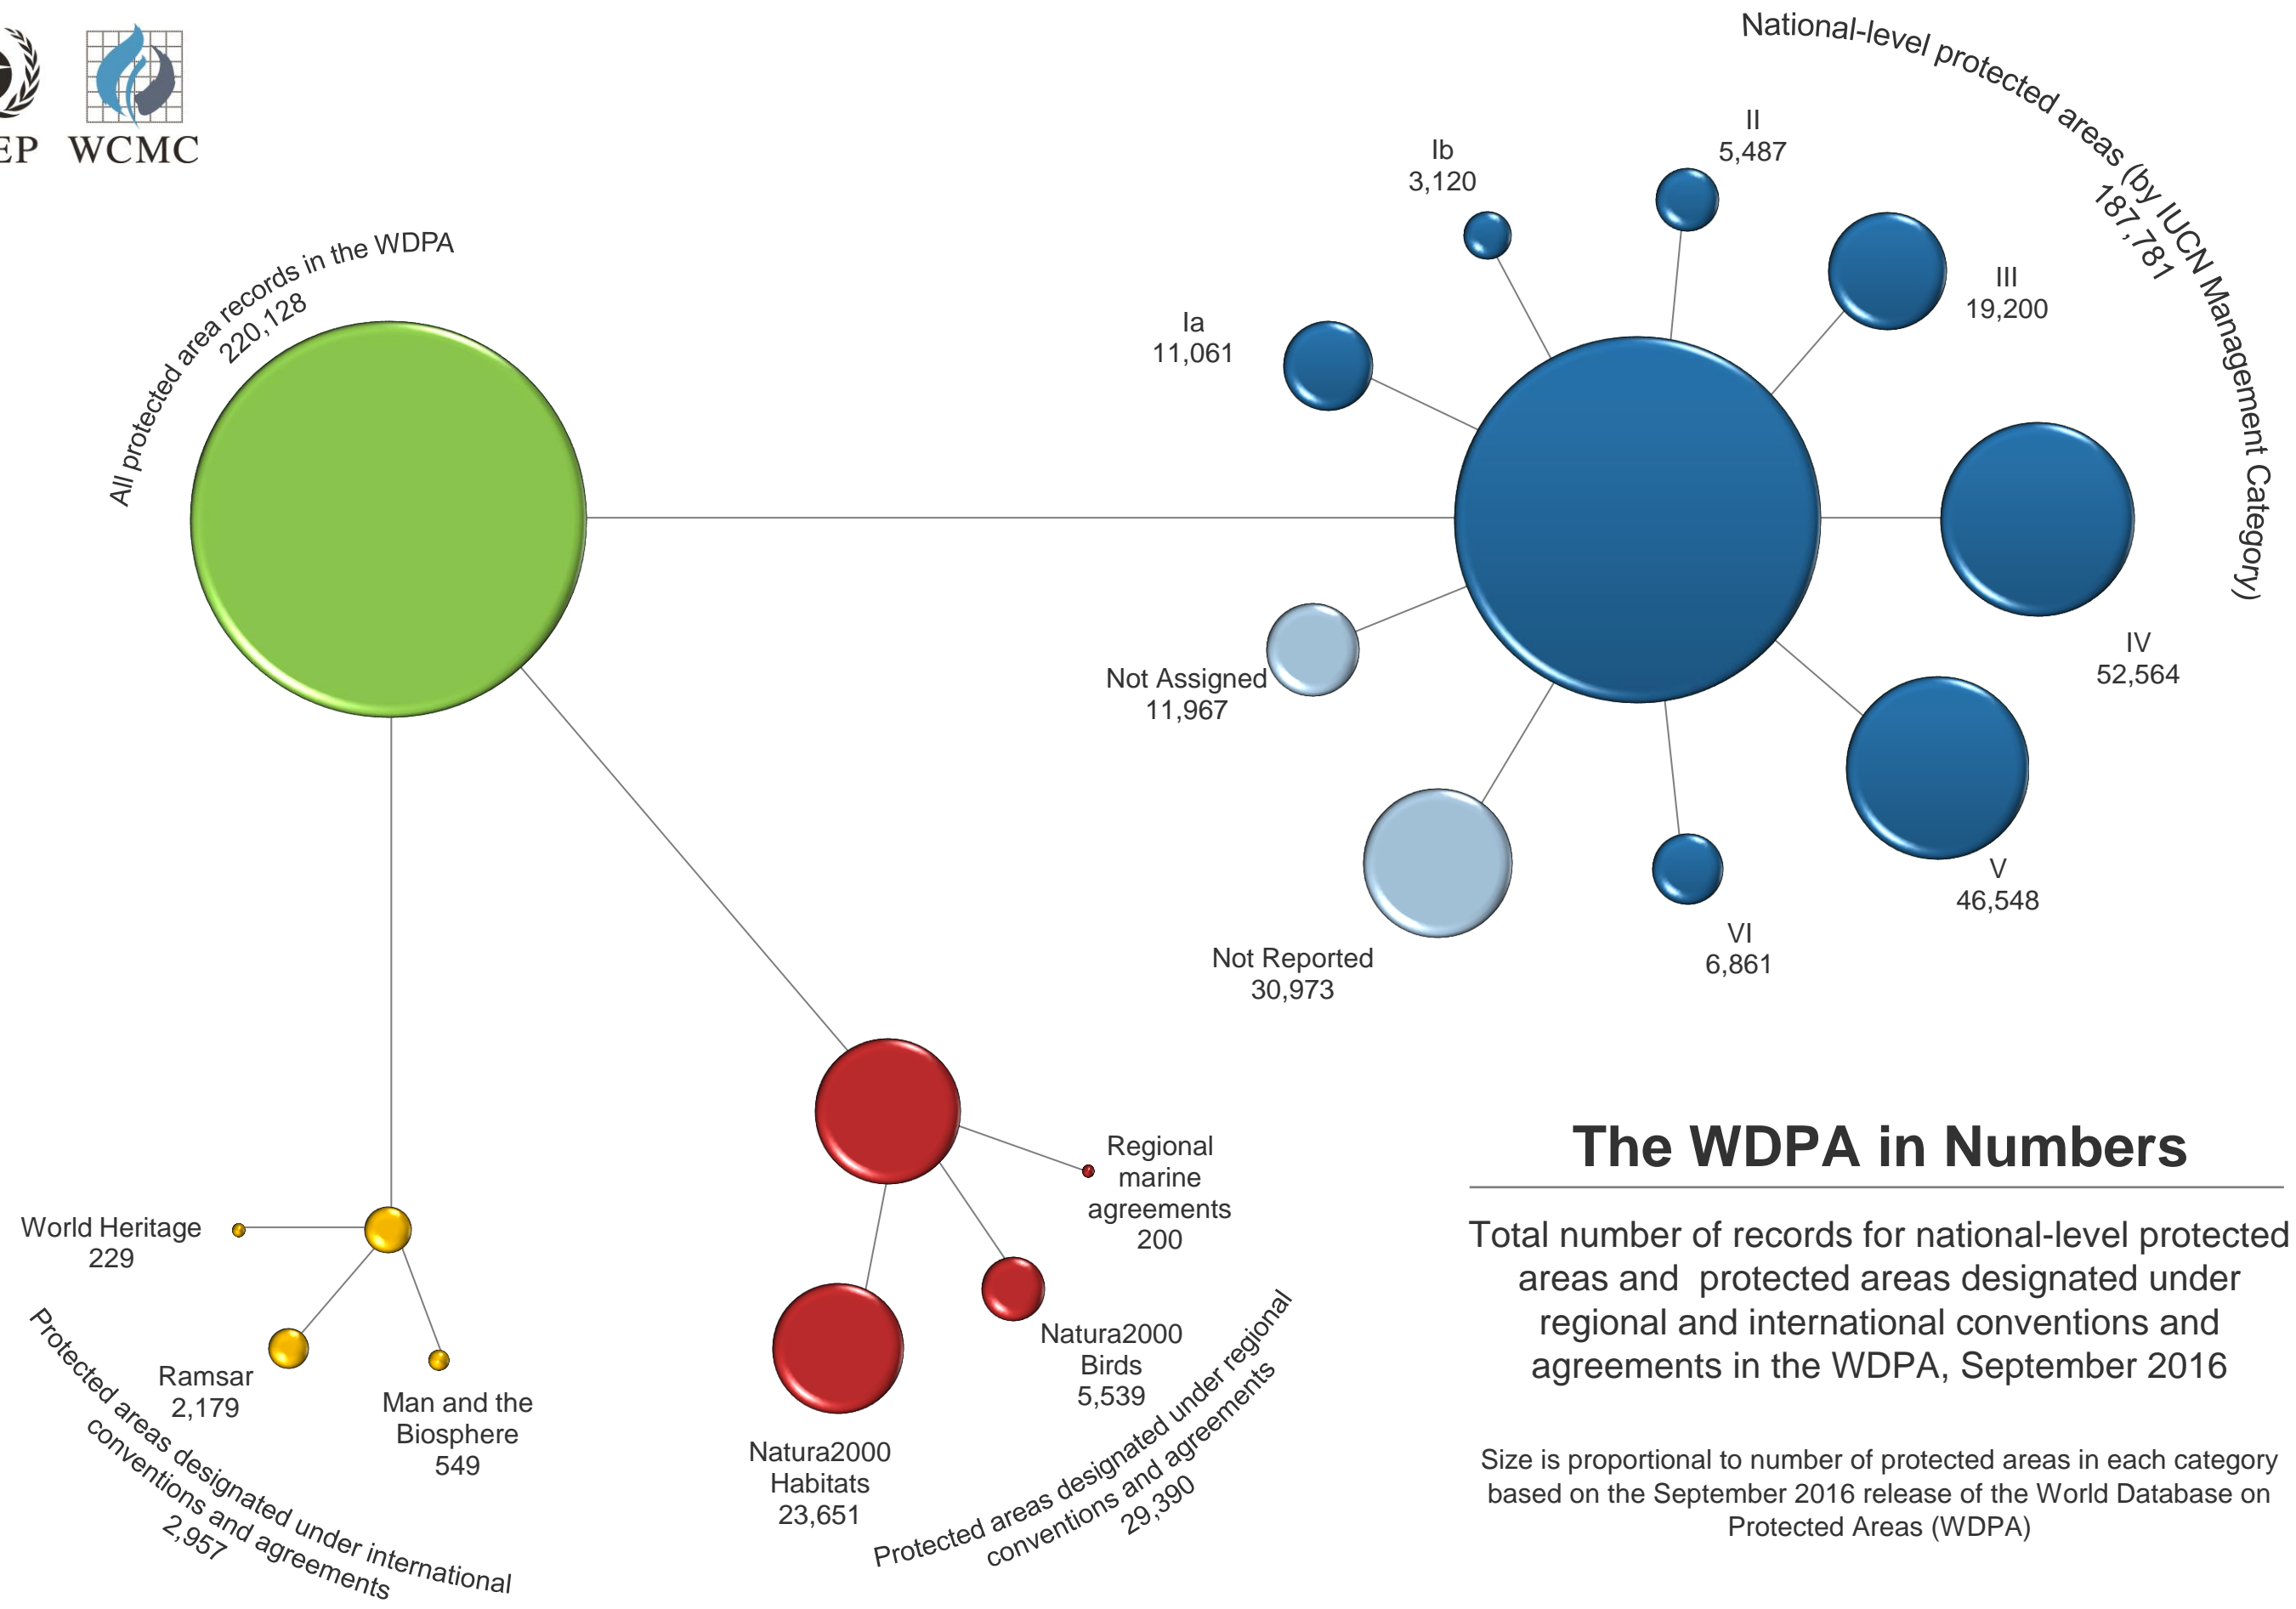 EP
WCMC
All protected area records in the WDPA
220,128
National-level protected areas (by IUCN Management Category)
187,781
Ia
11,061
Ib
3,120
II
5,487
III
19,200
IV
52,564
V
46,548
VI
6,861
Not Reported
30,973
Not Assigned
11,967
World Heritage
229
Ramsar
2,179
Man and the
Biosphere
549
Protected areas designated under international
conventions and agreements
2,957
Regional
marine
agreements
200
Natura2000
Birds
5,539
Natura2000
Habitats
23,651
Protected areas designated under regional
conventions and agreements
29,390
The WDPA in Numbers
Total number of records for national-level protected
areas and  protected areas designated under
regional and international conventions and
agreements in the WDPA, September 2016
Size is proportional to number of protected areas in each category
based on the September 2016 release of the World Database on
Protected Areas (WDPA)